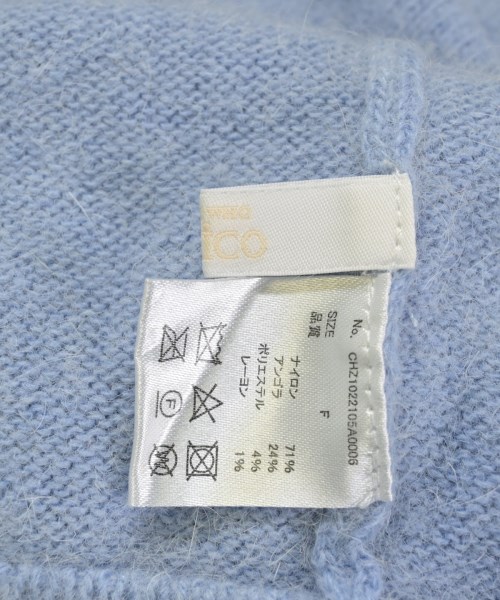 CO
No. CHZ1022105A0006
SIZE F
品質
ナイロン 71%
アンゴラ 24%
ポリエステル 4%
レーヨン 1%
F